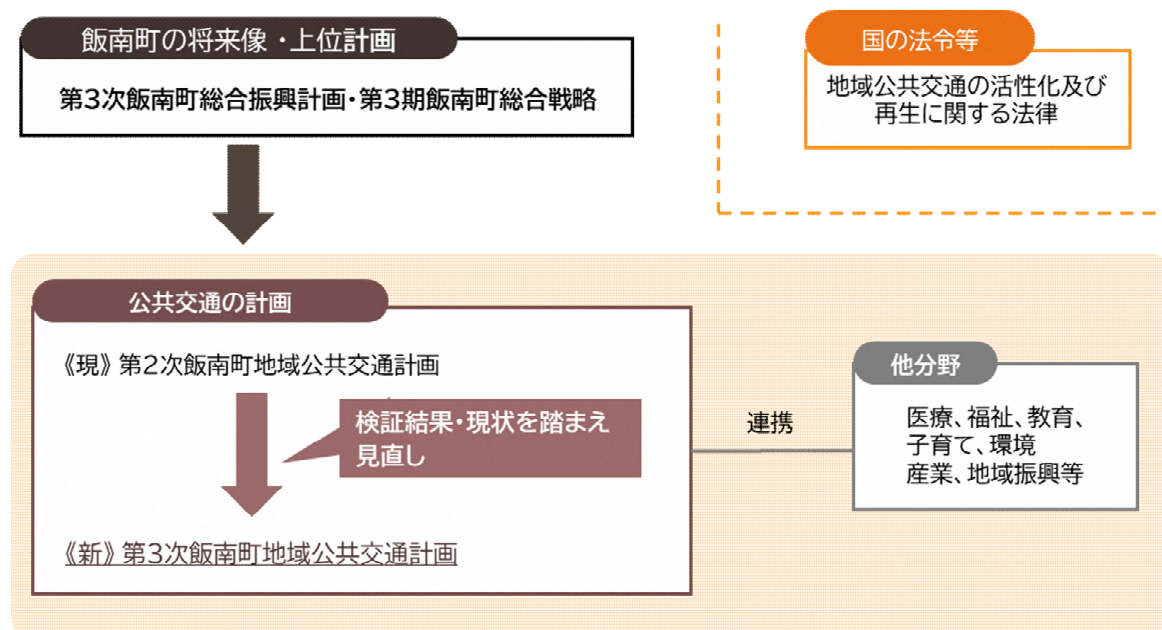 飯南町の将来像・上位計画
第3次飯南町総合振興計画・第3期飯南町総合戦略
国の法令等
地域公共交通の活性化及び
再生に関する法律
公共交通の計画
《現》第2次飯南町地域公共交通計画
検証結果・現状を踏まえ
見直し
《新》第3次飯南町地域公共交通計画
連携
他分野
医療、福祉、教育、
子育て、環境
産業、地域振興等